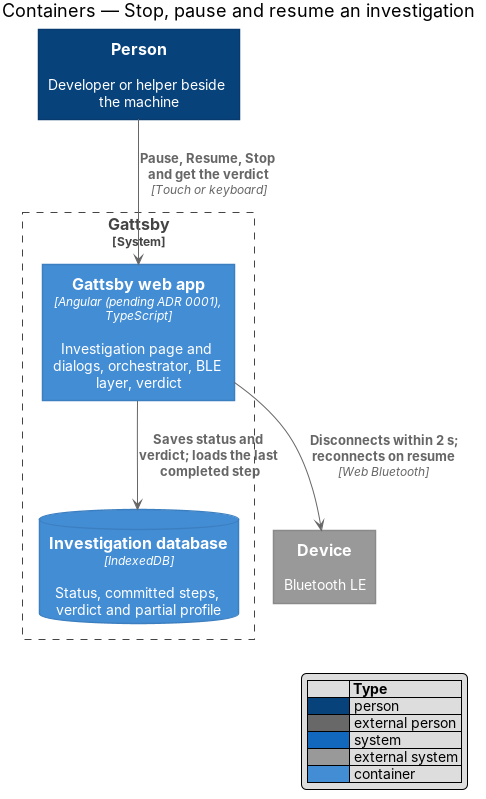 Containers — Stop, pause and resume an investigation
Person
Developer or helper beside
the machine
Pause, Resume, Stop
and get the verdict
[Touch or keyboard]
Gattsby
[System]
Gattsby web app
[Angular (pending ADR 0001),
TypeScript]
Investigation page and
dialogs, orchestrator, BLE
layer, verdict
Saves status and
verdict; loads the last
completed step
Disconnects within 2 s;
reconnects on resume
[Web Bluetooth]
Investigation database
[IndexedDB]
Status, committed steps,
verdict and partial profile
Device
Bluetooth LE
Type
person
external person
system
external system
container